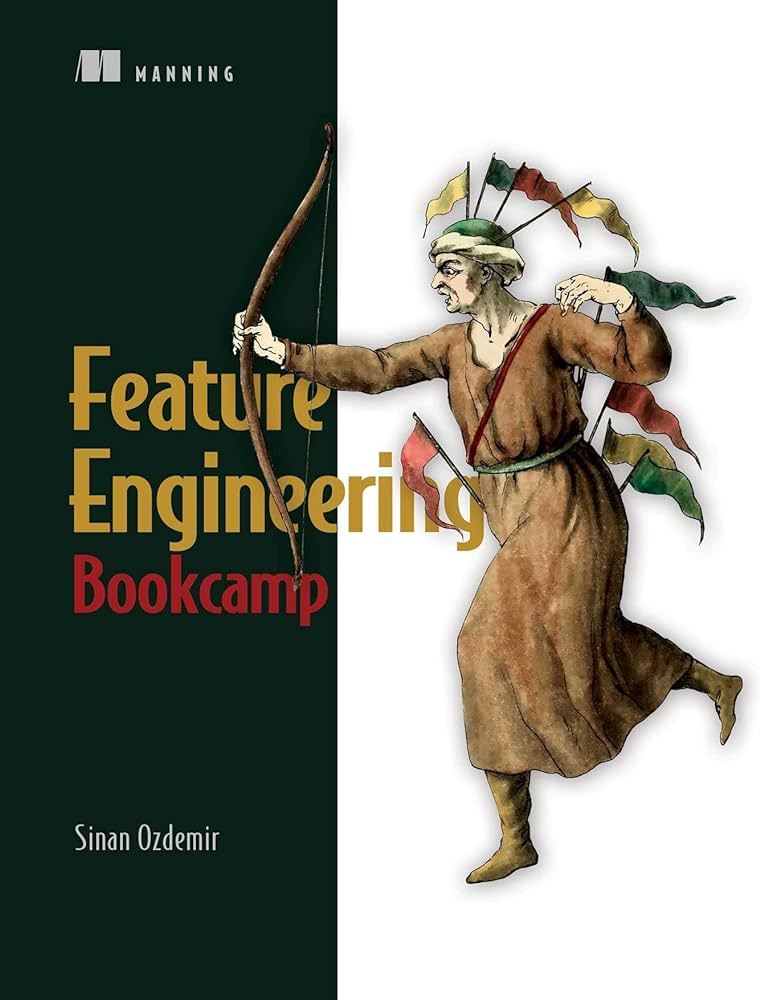 MANNING
Feature
Engineering
Bookcamp
Sinan Ozdemir